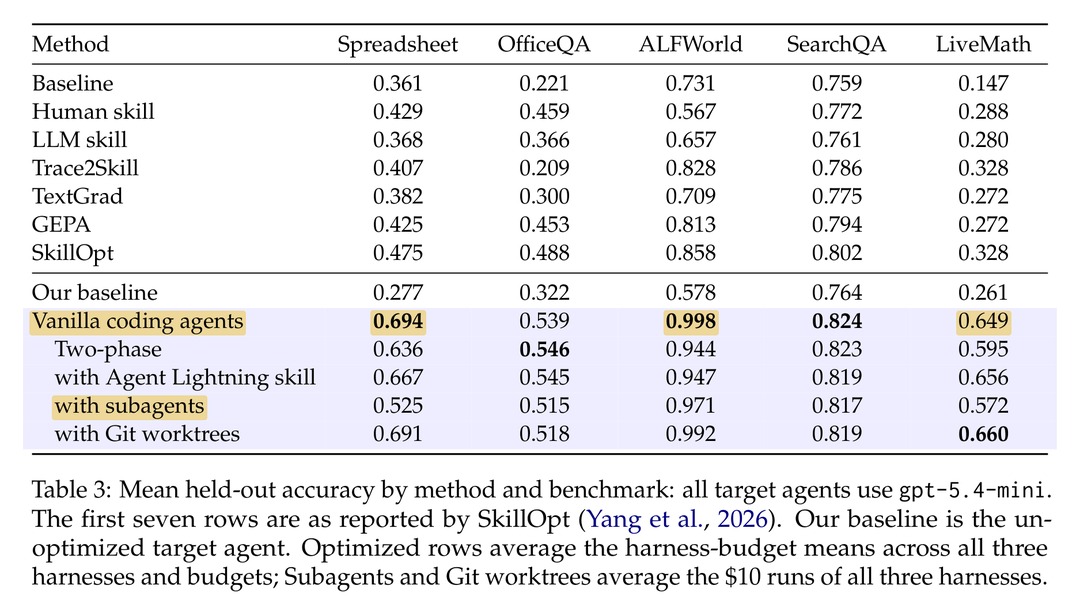 Method Spreadsheet OfficeQA ALFWorld SearchQA LiveMath
Baseline 0.361 0.221 0.731 0.759 0.147
Human skill 0.429 0.459 0.567 0.772 0.288
LLM skill 0.368 0.366 0.657 0.761 0.280
Trace2Skill 0.407 0.209 0.828 0.786 0.328
TextGrad 0.382 0.300 0.709 0.775 0.272
GEPA 0.425 0.453 0.813 0.794 0.272
SkillOpt 0.475 0.488 0.858 0.802 0.328
Our baseline 0.277 0.322 0.578 0.764 0.261
Vanilla coding agents 0.694 0.539 0.998 0.824 0.649
Two-phase 0.636 0.546 0.944 0.823 0.595
with Agent Lightning skill 0.667 0.545 0.947 0.819 0.656
with subagents 0.525 0.515 0.971 0.817 0.572
with Git worktrees 0.691 0.518 0.992 0.819 0.660
Table 3: Mean held-out accuracy by method and benchmark: all target agents use gpt-5.4-mini.
The first seven rows are as reported by SkillOpt (Yang et al., 2026). Our baseline is the un-
optimized target agent. Optimized rows average the harness-budget means across all three
harnesses and budgets; Subagents and Git worktrees average the $10 runs of all three harnesses.